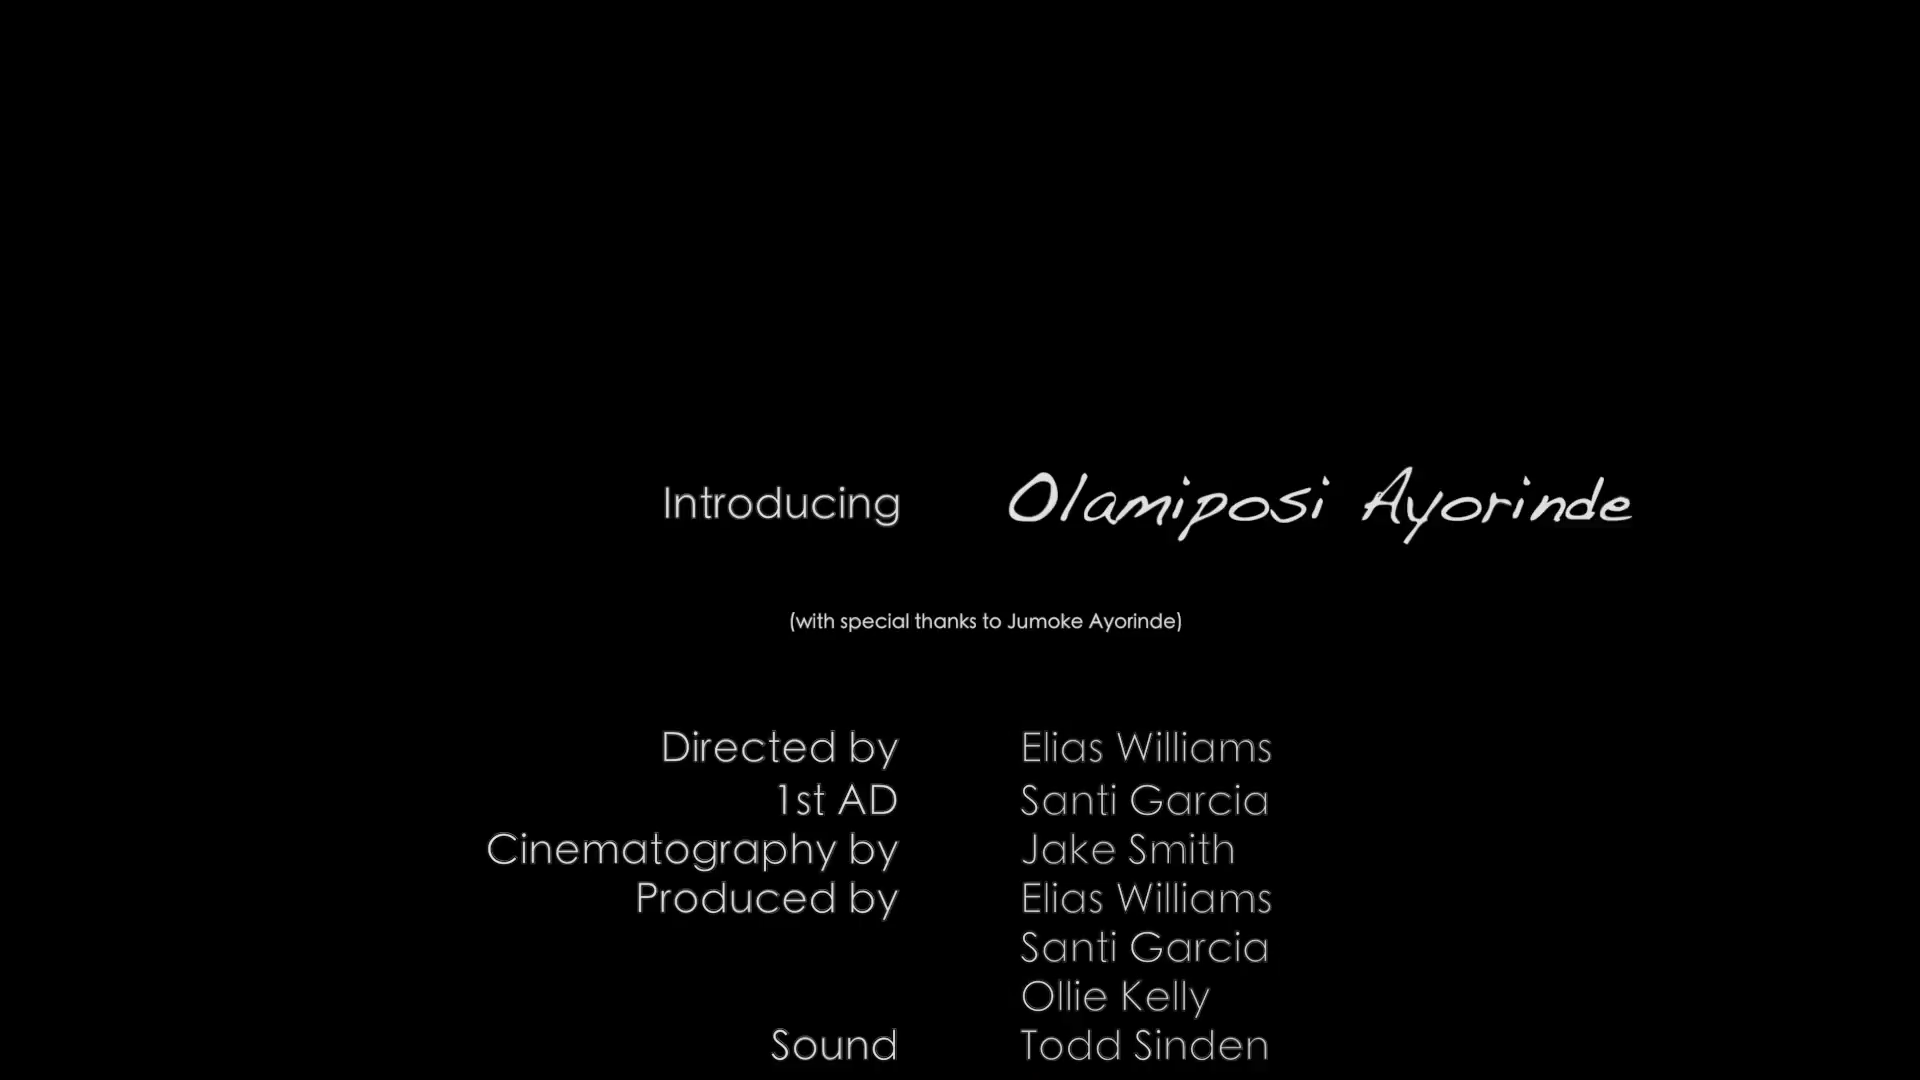 Introducing Olamiposi Ayorinde
(with special thanks to Jumoke Ayorinde)
Directed by Elias Williams
1st AD Santi Garcia
Cinematography by Jake Smith
Produced by Elias Williams
Santi Garcia
Ollie Kelly
Sound Todd Sinden